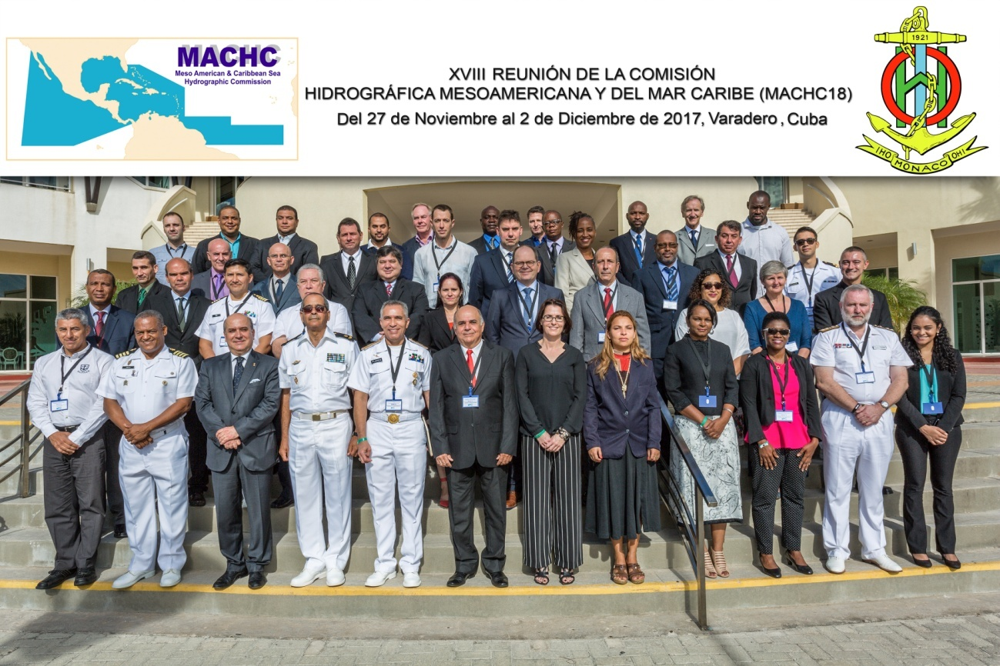 MACHC
Meso American & Caribbean Sea
Hydrographic Commission
XVIII REUNIÓN DE LA COMISIÓN
HIDROGRÁFICA MESOAMERICANA Y DEL MAR CARIBE (MACHC18)
Del 27 de Noviembre al 2 de Diciembre de 2017, Varadero , Cuba
1921
IHO MONACO OHI